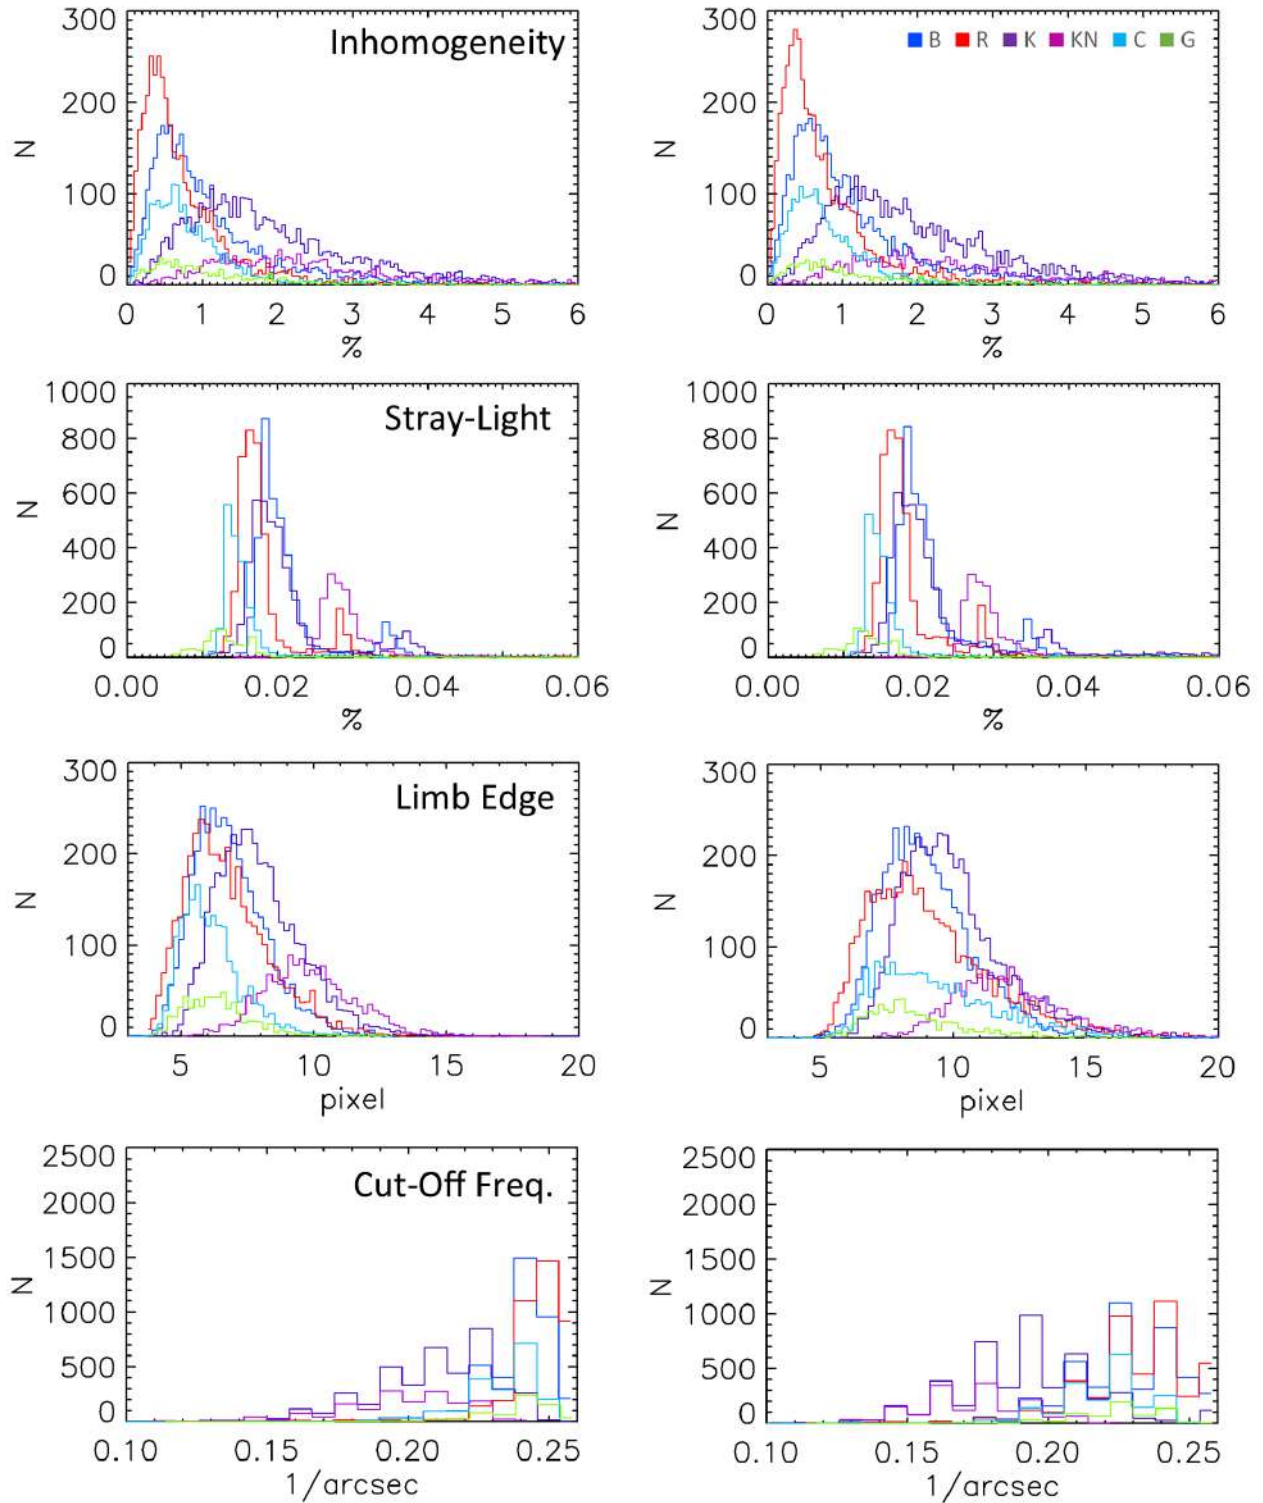 Inhomogeneity
300
200
100
0
N
0 1 2 3 4 5 6
%
B R K KN C G
300
200
100
0
N
0 1 2 3 4 5 6
%
Stray-Light
1000
800
600
400
200
0
N
0.00 0.02 0.04 0.06
%
1000
800
600
400
200
0
N
0.00 0.02 0.04 0.06
%
Limb Edge
300
200
100
0
N
5 10 15 20
pixel
300
200
100
0
N
5 10 15 20
pixel
Cut-Off Freq.
2500
2000
1500
1000
500
0
N
0.10 0.15 0.20 0.25
1/arcsec
2500
2000
1500
1000
500
0
N
0.10 0.15 0.20 0.25
1/arcsec